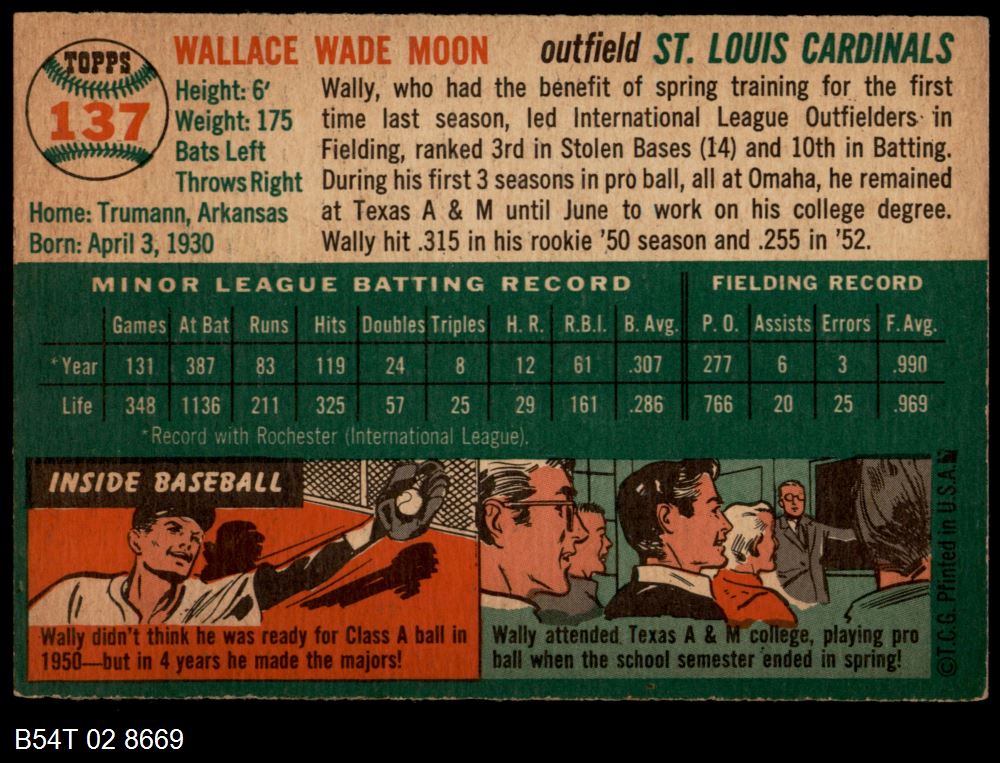 TOPPS
137
WALLACE WADE MOON outfield ST. LOUIS CARDINALS
Height: 6'
Weight: 175
Bats Left
Throws Right
Home: Trumann, Arkansas
Born: April 3, 1930
Wally, who had the benefit of spring training for the first
time last season, led International League Outfielders in
Fielding, ranked 3rd in Stolen Bases (14) and 10th in Batting.
During his first 3 seasons in pro ball, all at Omaha, he remained
at Texas A & M until June to work on his college degree.
Wally hit .315 in his rookie '50 season and .255 in '52.
MINOR LEAGUE BATTING RECORD FIELDING RECORD
Games At Bat Runs Hits Doubles Triples H. R. R.B.I. B. Avg. P. O. Assists Errors F. Avg.
*Year 131 387 83 119 24 8 12 61 .307 277 6 3 .990
Life 348 1136 211 325 57 25 29 161 .286 766 20 25 .969
*Record with Rochester (International League).
INSIDE BASEBALL
Wally didn't think he was ready for Class A ball in
1950—but in 4 years he made the majors!
Wally attended Texas A & M college, playing pro
ball when the school semester ended in spring!
©T.C.G. Printed in U.S.A.
B54T 02 8669